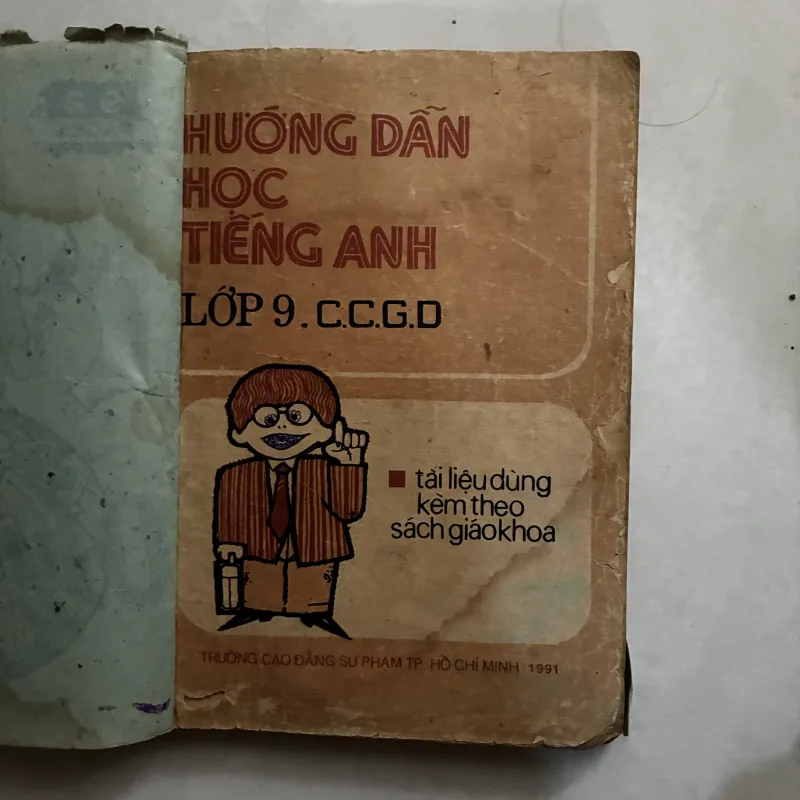 HƯỚNG DẪN
HỌC
TIẾNG ANH
LỚP 9. C.C.G.D
tài liệu dùng
kèm theo
sách giáo khoa
TRƯỜNG CAO ĐẲNG SƯ PHẠM TP HỒ CHÍ MINH 1991